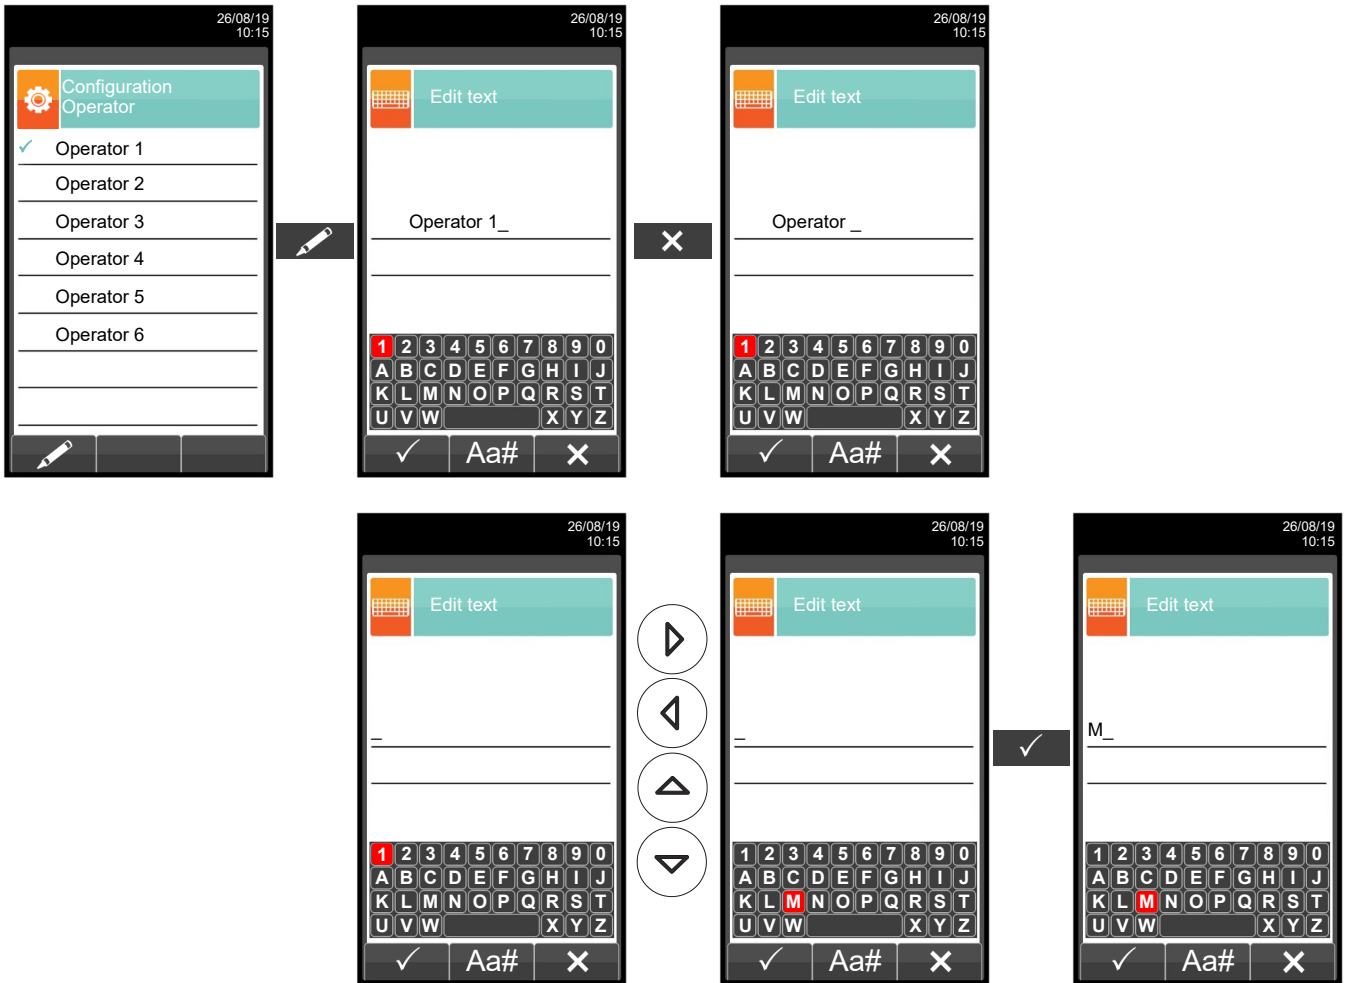 26/08/19
10:15
Configuration
Operator
Operator 1
Operator 2
Operator 3
Operator 4
Operator 5
Operator 6
26/08/19
10:15
Edit text
Operator 1_
1 2 3 4 5 6 7 8 9 0
A B C D E F G H I J
K L M N O P Q R S T
U V W X Y Z
Aa#
26/08/19
10:15
Edit text
Operator _
1 2 3 4 5 6 7 8 9 0
A B C D E F G H I J
K L M N O P Q R S T
U V W X Y Z
Aa#
26/08/19
10:15
Edit text
_
1 2 3 4 5 6 7 8 9 0
A B C D E F G H I J
K L M N O P Q R S T
U V W X Y Z
Aa#
26/08/19
10:15
Edit text
_
1 2 3 4 5 6 7 8 9 0
A B C D E F G H I J
K L M N O P Q R S T
U V W X Y Z
Aa#
26/08/19
10:15
Edit text
M_
1 2 3 4 5 6 7 8 9 0
A B C D E F G H I J
K L M N O P Q R S T
U V W X Y Z
Aa#